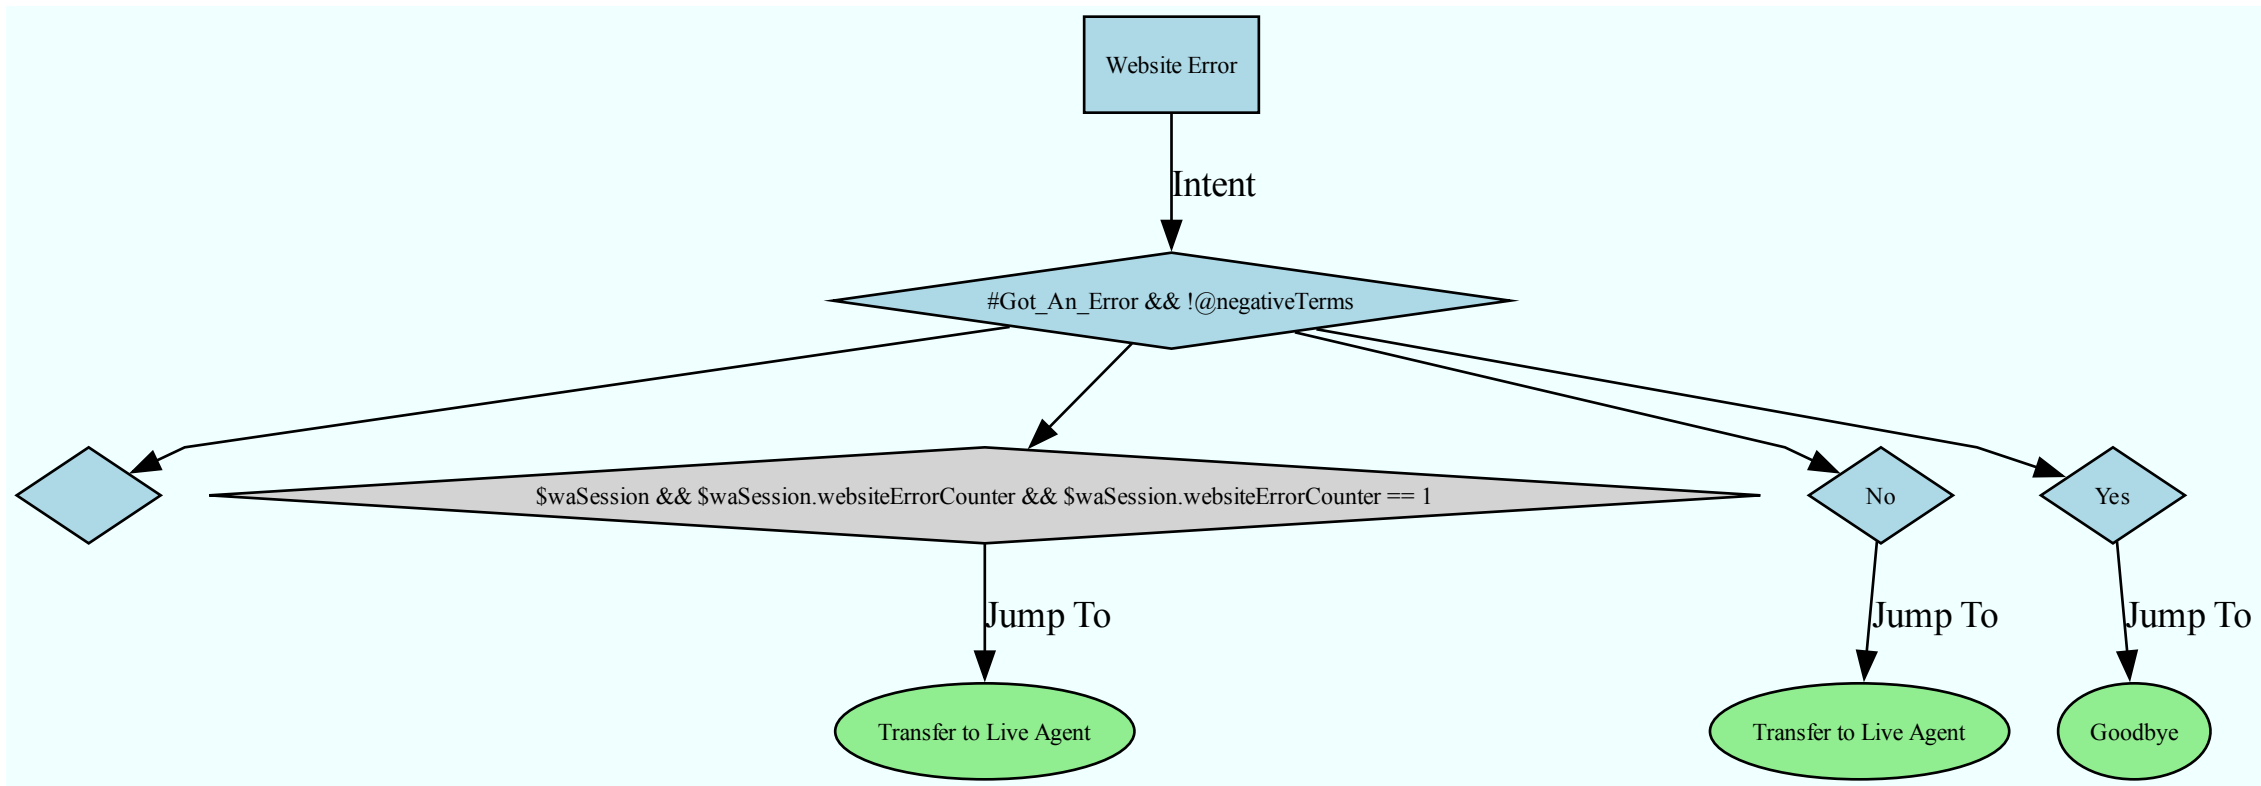 Website Error
Intent
#Got_An_Error && !@negativeTerms
$waSession && $waSession.websiteErrorCounter && $waSession.websiteErrorCounter == 1
No
Yes
Jump To
Jump To
Jump To
Transfer to Live Agent
Transfer to Live Agent
Goodbye